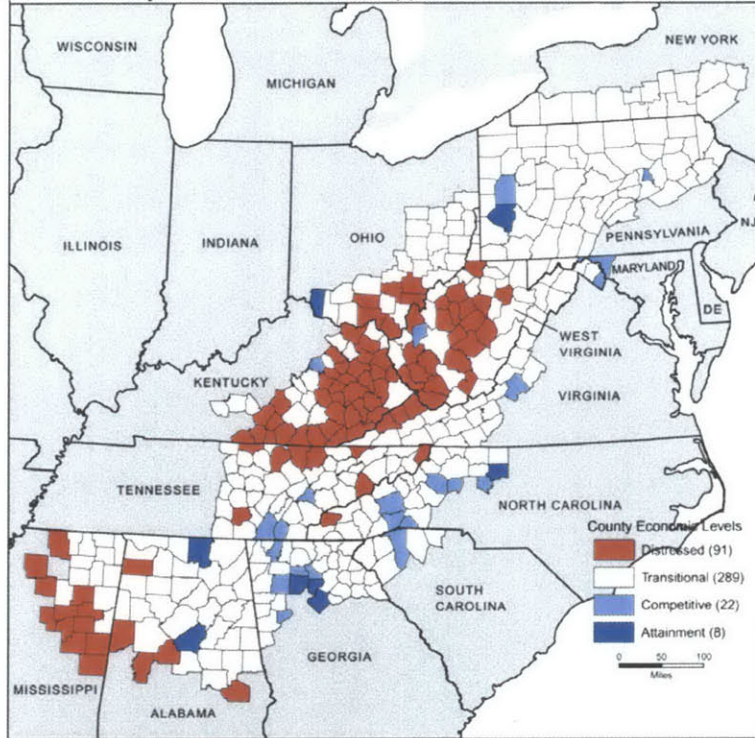 WISCONSIN
NEW YORK
MICHIGAN
ILLINOIS
INDIANA
OHIO
PENNSYLVANIA
NJ
MARYLAND
DE
WEST
VIRGINIA
KENTUCKY
VIRGINIA
TENNESSEE
NORTH CAROLINA
County Economic Levels
Distressed (91)
Transitional (289)
Competitive (22)
Attainment (8)
0 50 100
Miles
SOUTH
CAROLINA
GEORGIA
MISSISSIPPI
ALABAMA